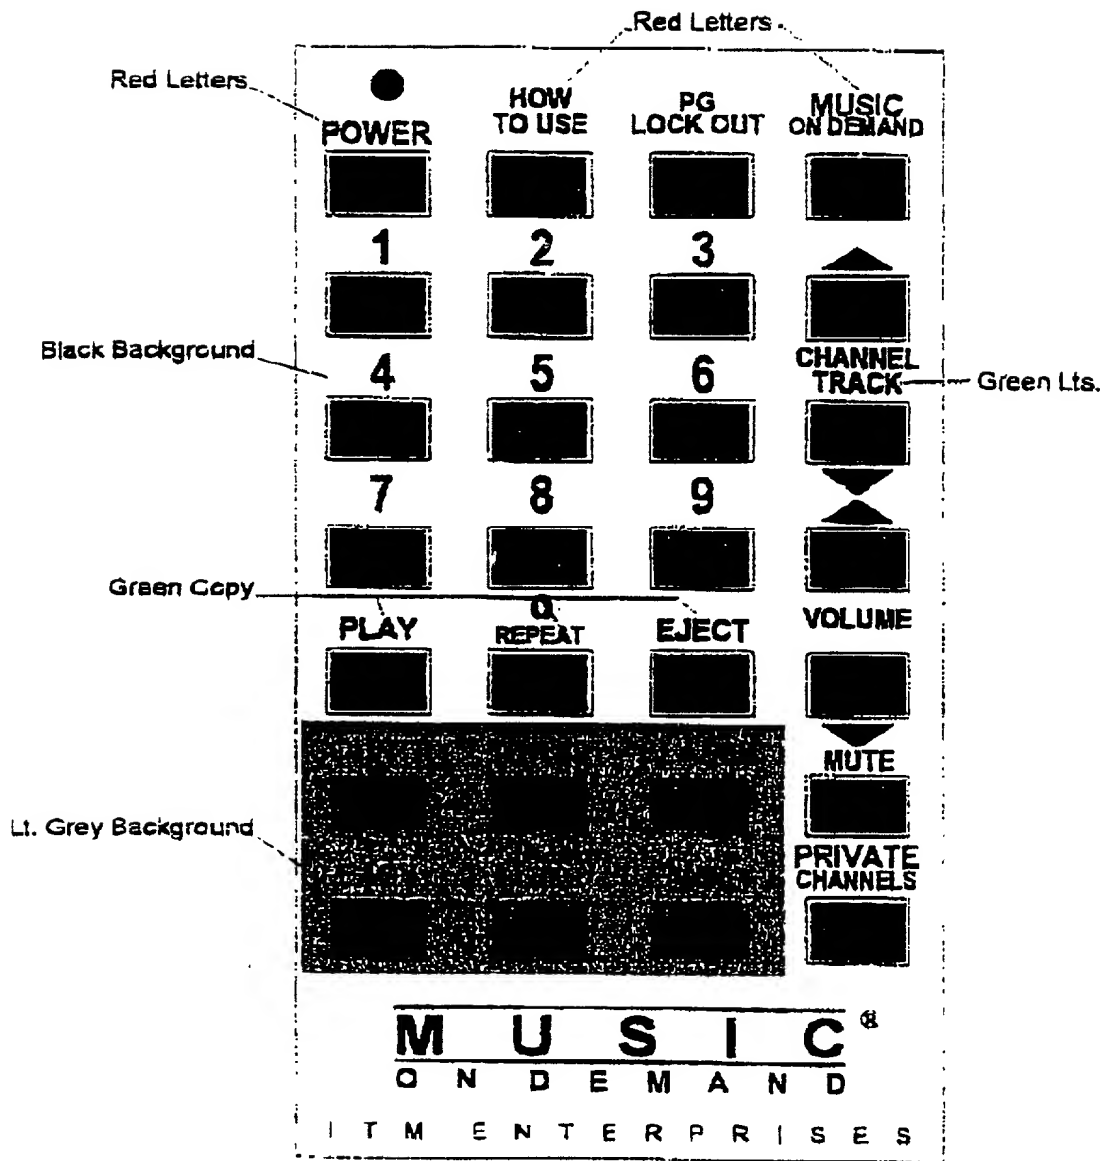 Red Letters
Red Letters
POWER
HOW
TO USE
PG
LOCK OUT
MUSIC
ON DEMAND
1 2 3
Black Background
4 5 6
CHANNEL
TRACK
Green Lts.
7 8 9
Green Copy
0
PLAY
REPEAT
EJECT
VOLUME
MUTE
Lt. Grey Background
PRIVATE
CHANNELS
MUSIC ®
ON DEMAND
ITM ENTERPRISES